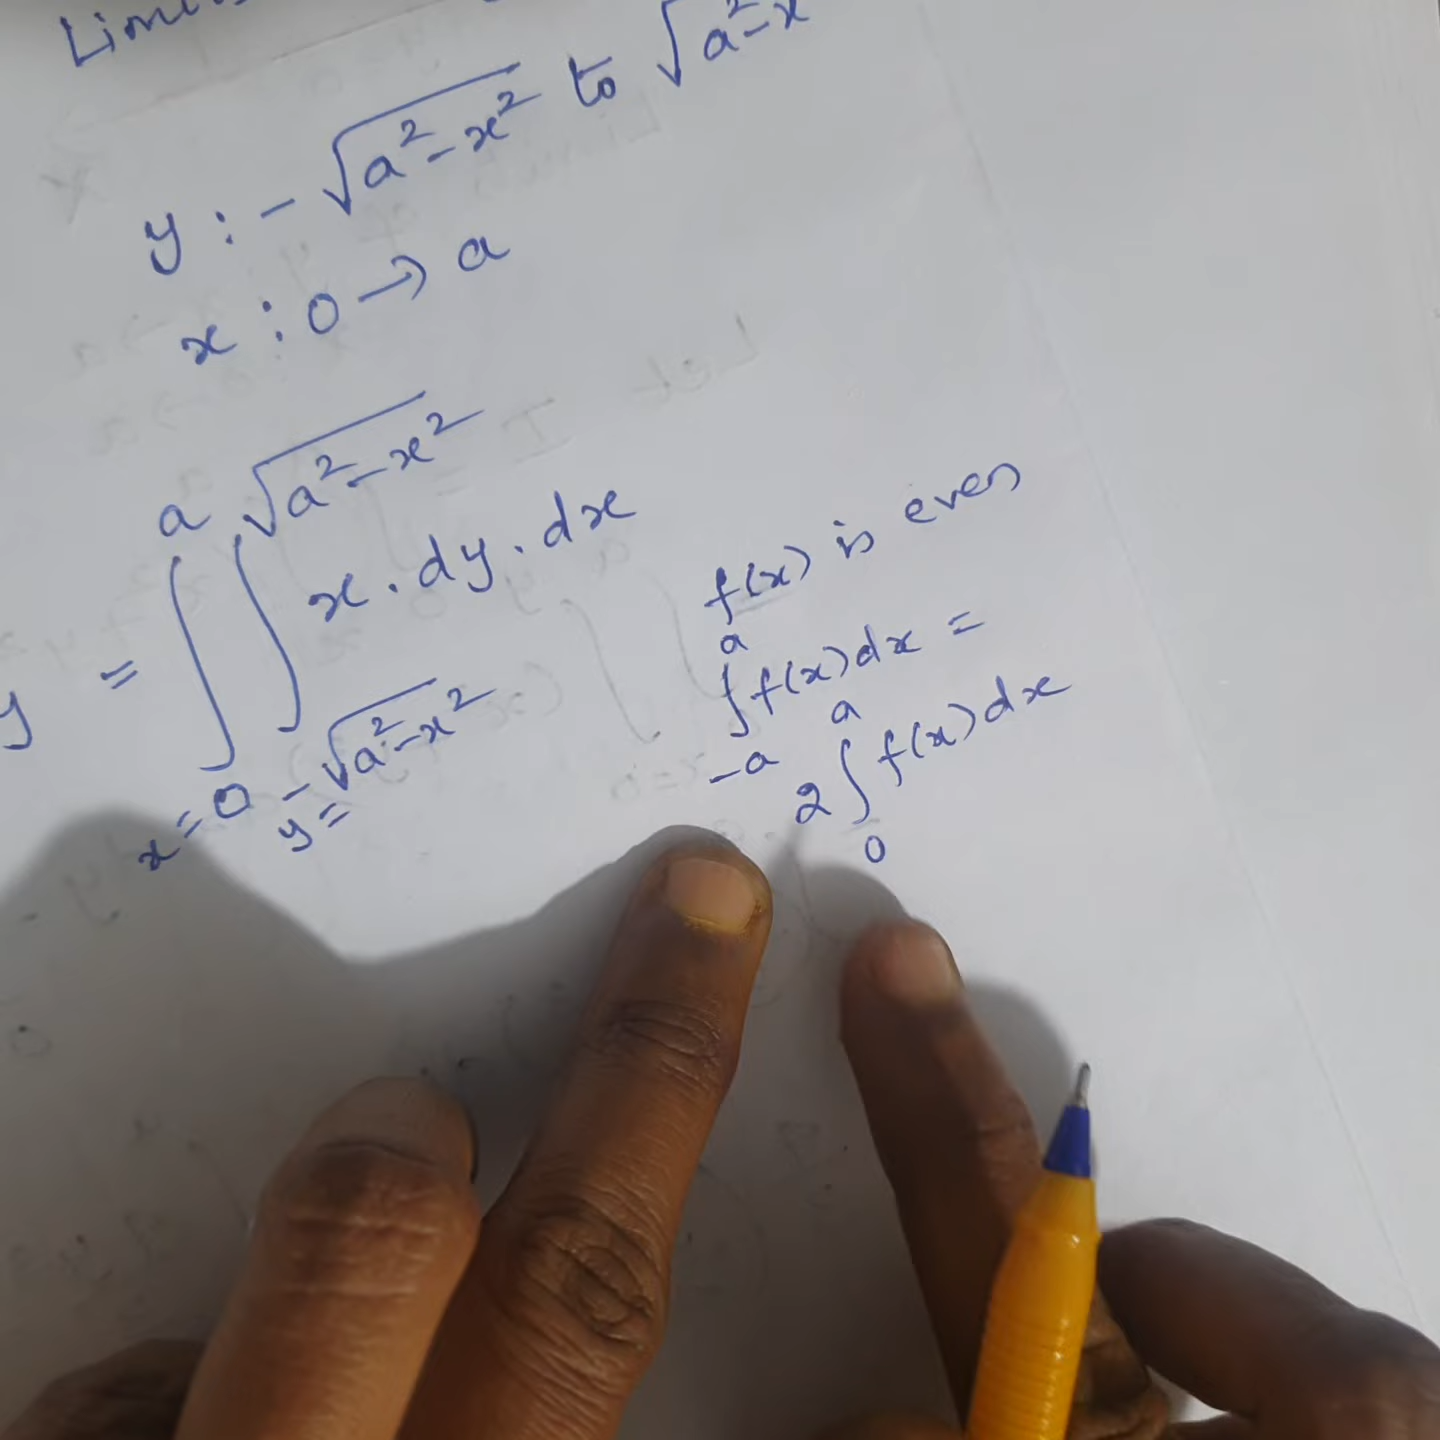 y : -√(a²-x²) to √(a²-x
x : 0 → a
y = ∫_{x=0}^{a} ∫_{y=-√(a²-x²)}^{√(a²-x²)} x . dy . dx
f(x) is even
∫_{-a}^{a} f(x) dx =
2 ∫_{0}^{a} f(x) dx